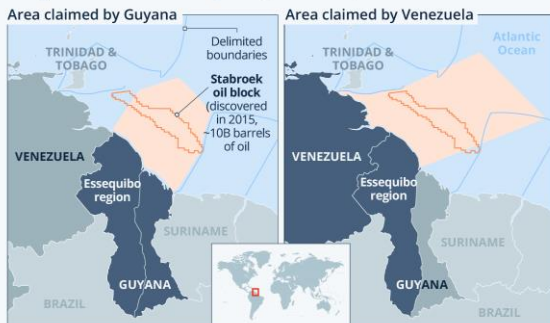 Area claimed by Guyana
TRINIDAD &
TOBAGO
Delimited
boundaries
Stabroek
oil block
(discovered
in 2015,
~10B barrels
of oil)
VENEZUELA
Essequibo
region
SURINAME
GUYANA
BRAZIL
Area claimed by Venezuela
TRINIDAD &
TOBAGO
Atlantic
Ocean
VENEZUELA
Essequibo
region
SURINAME
GUYANA
BRAZIL